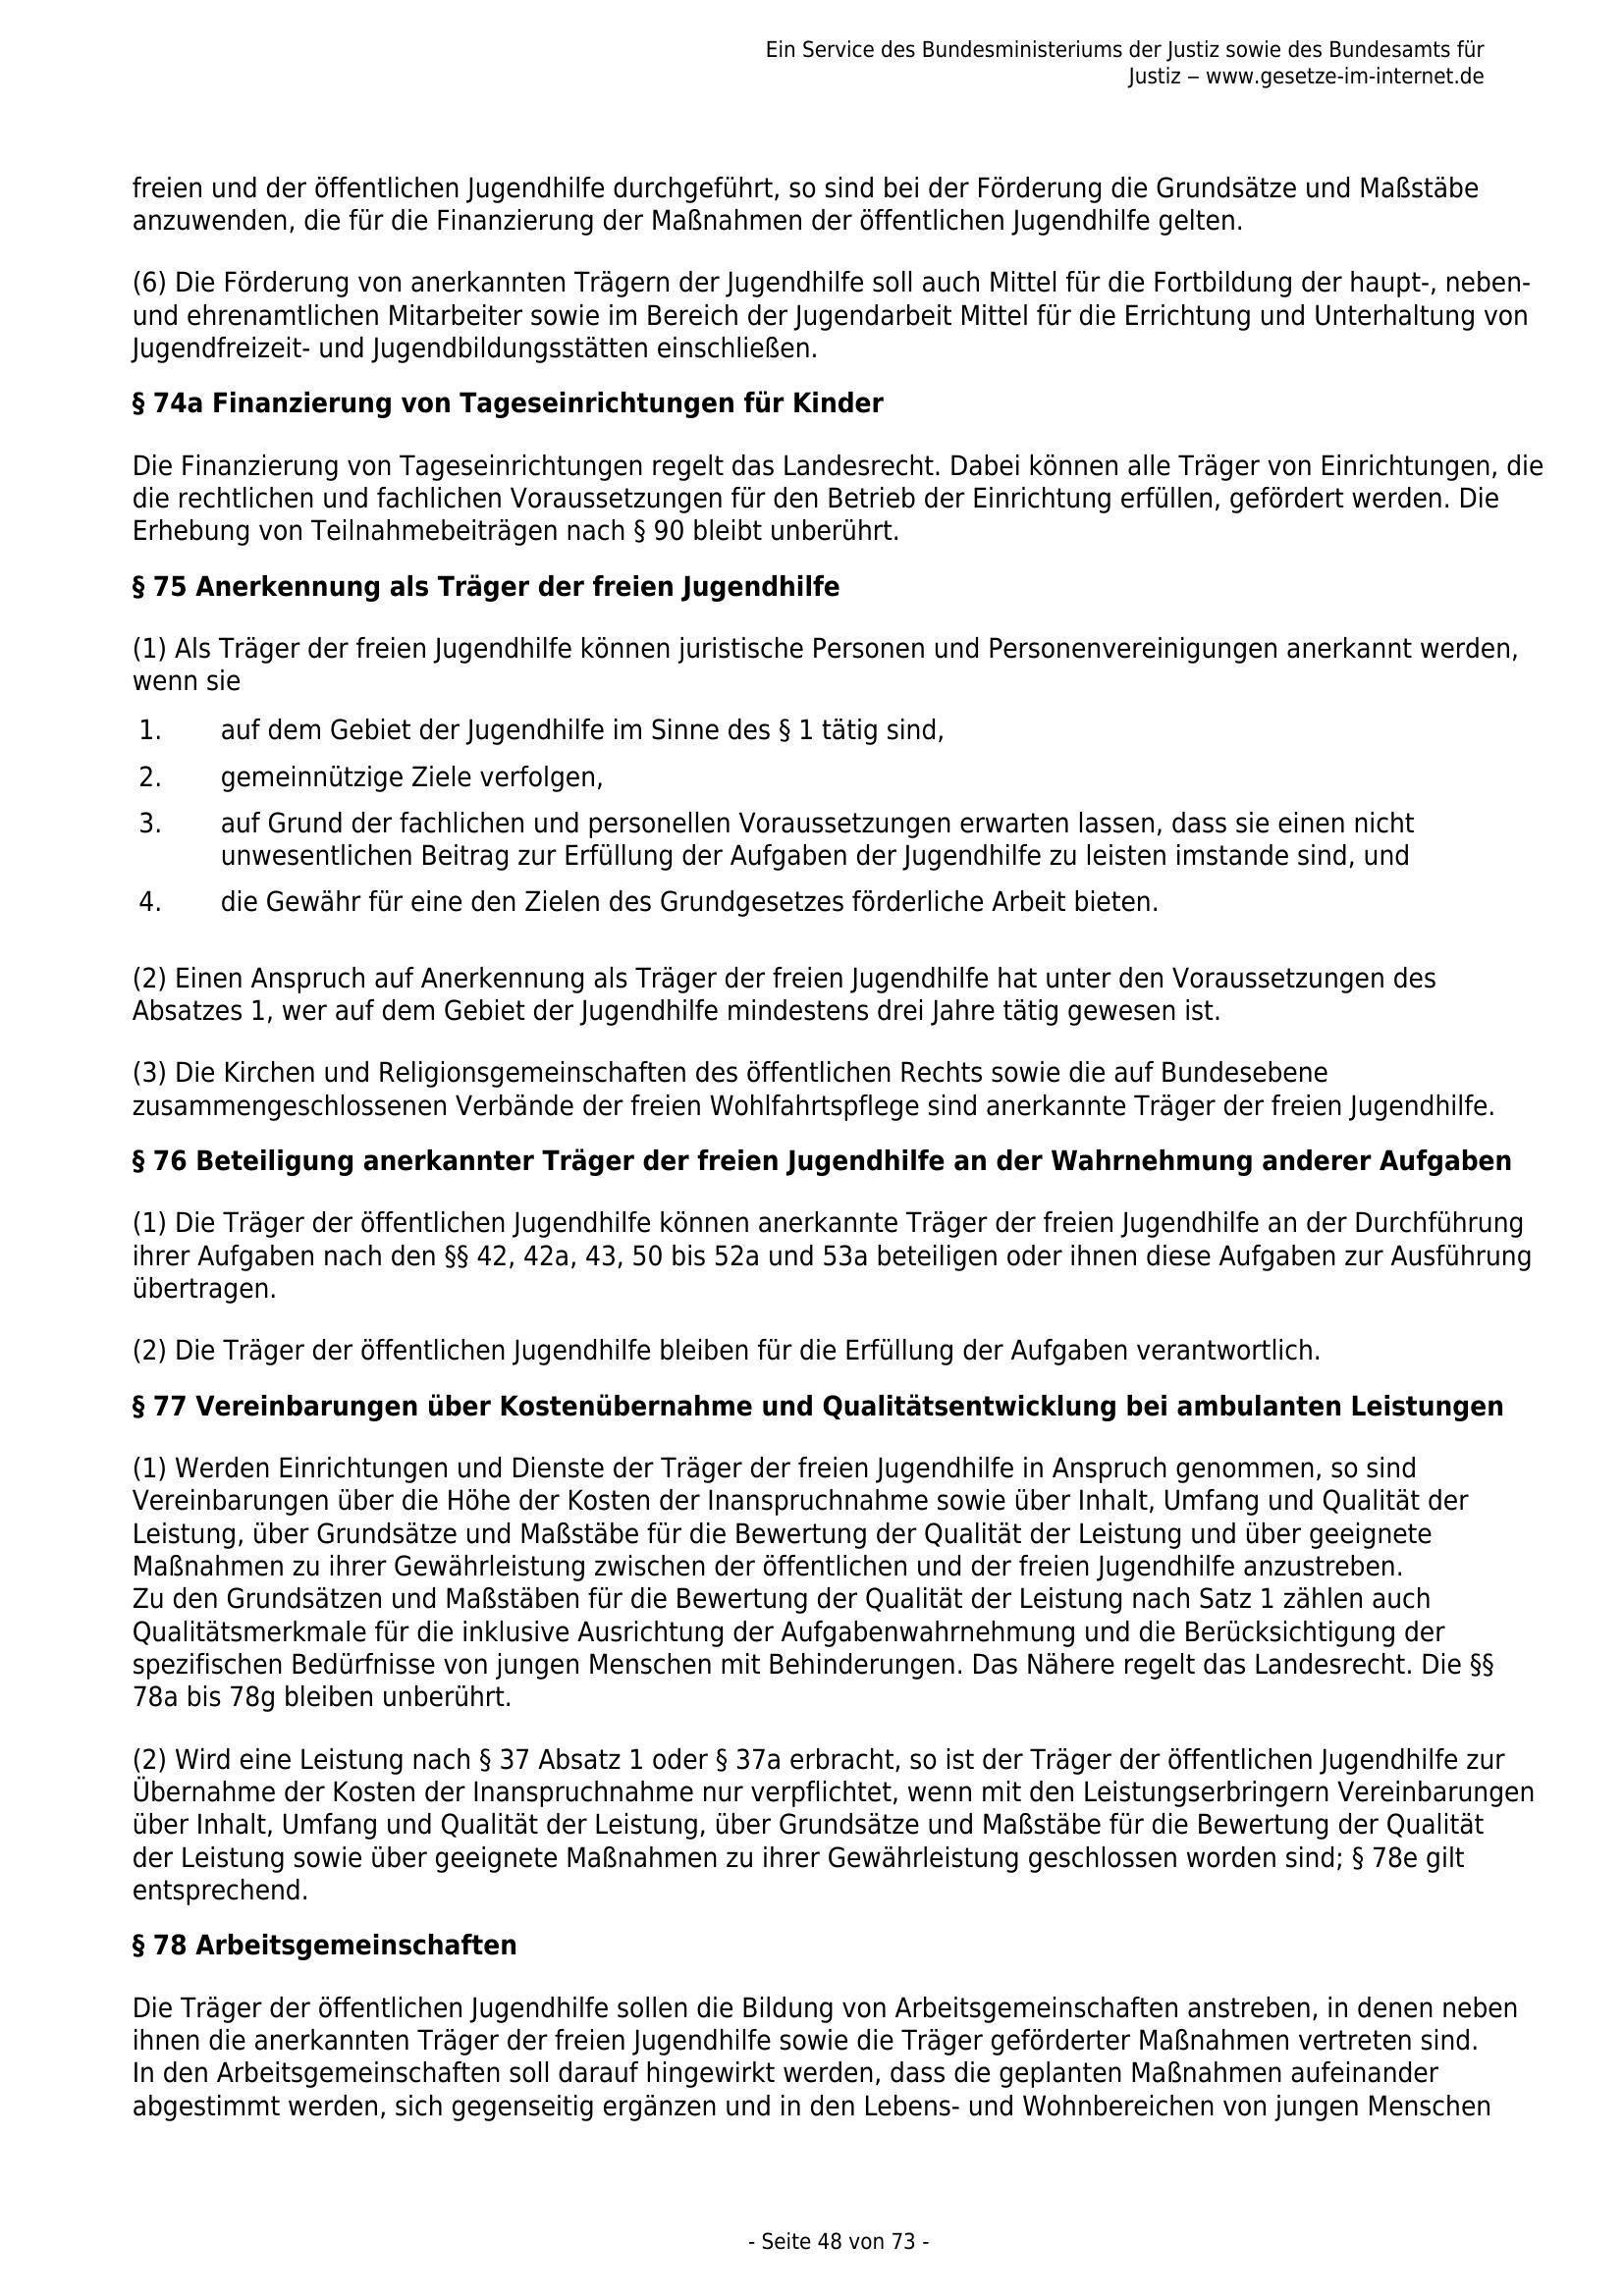 Ein Service des Bundesministeriums der Justiz sowie des Bundesamts für
Justiz ‒ www.gesetze-im-internet.de
freien und der öffentlichen Jugendhilfe durchgeführt, so sind bei der Förderung die Grundsätze und Maßstäbe
anzuwenden, die für die Finanzierung der Maßnahmen der öffentlichen Jugendhilfe gelten.
(6) Die Förderung von anerkannten Trägern der Jugendhilfe soll auch Mittel für die Fortbildung der haupt-, neben-
und ehrenamtlichen Mitarbeiter sowie im Bereich der Jugendarbeit Mittel für die Errichtung und Unterhaltung von
Jugendfreizeit- und Jugendbildungsstätten einschließen.
§ 74a Finanzierung von Tageseinrichtungen für Kinder
Die Finanzierung von Tageseinrichtungen regelt das Landesrecht. Dabei können alle Träger von Einrichtungen, die
die rechtlichen und fachlichen Voraussetzungen für den Betrieb der Einrichtung erfüllen, gefördert werden. Die
Erhebung von Teilnahmebeiträgen nach § 90 bleibt unberührt.
§ 75 Anerkennung als Träger der freien Jugendhilfe
(1) Als Träger der freien Jugendhilfe können juristische Personen und Personenvereinigungen anerkannt werden,
wenn sie
1. auf dem Gebiet der Jugendhilfe im Sinne des § 1 tätig sind,
2. gemeinnützige Ziele verfolgen,
3. auf Grund der fachlichen und personellen Voraussetzungen erwarten lassen, dass sie einen nicht
unwesentlichen Beitrag zur Erfüllung der Aufgaben der Jugendhilfe zu leisten imstande sind, und
4. die Gewähr für eine den Zielen des Grundgesetzes förderliche Arbeit bieten.
(2) Einen Anspruch auf Anerkennung als Träger der freien Jugendhilfe hat unter den Voraussetzungen des
Absatzes 1, wer auf dem Gebiet der Jugendhilfe mindestens drei Jahre tätig gewesen ist.
(3) Die Kirchen und Religionsgemeinschaften des öffentlichen Rechts sowie die auf Bundesebene
zusammengeschlossenen Verbände der freien Wohlfahrtspflege sind anerkannte Träger der freien Jugendhilfe.
§ 76 Beteiligung anerkannter Träger der freien Jugendhilfe an der Wahrnehmung anderer Aufgaben
(1) Die Träger der öffentlichen Jugendhilfe können anerkannte Träger der freien Jugendhilfe an der Durchführung
ihrer Aufgaben nach den §§ 42, 42a, 43, 50 bis 52a und 53a beteiligen oder ihnen diese Aufgaben zur Ausführung
übertragen.
(2) Die Träger der öffentlichen Jugendhilfe bleiben für die Erfüllung der Aufgaben verantwortlich.
§ 77 Vereinbarungen über Kostenübernahme und Qualitätsentwicklung bei ambulanten Leistungen
(1) Werden Einrichtungen und Dienste der Träger der freien Jugendhilfe in Anspruch genommen, so sind
Vereinbarungen über die Höhe der Kosten der Inanspruchnahme sowie über Inhalt, Umfang und Qualität der
Leistung, über Grundsätze und Maßstäbe für die Bewertung der Qualität der Leistung und über geeignete
Maßnahmen zu ihrer Gewährleistung zwischen der öffentlichen und der freien Jugendhilfe anzustreben.
Zu den Grundsätzen und Maßstäben für die Bewertung der Qualität der Leistung nach Satz 1 zählen auch
Qualitätsmerkmale für die inklusive Ausrichtung der Aufgabenwahrnehmung und die Berücksichtigung der
spezifischen Bedürfnisse von jungen Menschen mit Behinderungen. Das Nähere regelt das Landesrecht. Die §§
78a bis 78g bleiben unberührt.
(2) Wird eine Leistung nach § 37 Absatz 1 oder § 37a erbracht, so ist der Träger der öffentlichen Jugendhilfe zur
Übernahme der Kosten der Inanspruchnahme nur verpflichtet, wenn mit den Leistungserbringern Vereinbarungen
über Inhalt, Umfang und Qualität der Leistung, über Grundsätze und Maßstäbe für die Bewertung der Qualität
der Leistung sowie über geeignete Maßnahmen zu ihrer Gewährleistung geschlossen worden sind; § 78e gilt
entsprechend.
§ 78 Arbeitsgemeinschaften
Die Träger der öffentlichen Jugendhilfe sollen die Bildung von Arbeitsgemeinschaften anstreben, in denen neben
ihnen die anerkannten Träger der freien Jugendhilfe sowie die Träger geförderter Maßnahmen vertreten sind.
In den Arbeitsgemeinschaften soll darauf hingewirkt werden, dass die geplanten Maßnahmen aufeinander
abgestimmt werden, sich gegenseitig ergänzen und in den Lebens- und Wohnbereichen von jungen Menschen
- Seite 48 von 73 -